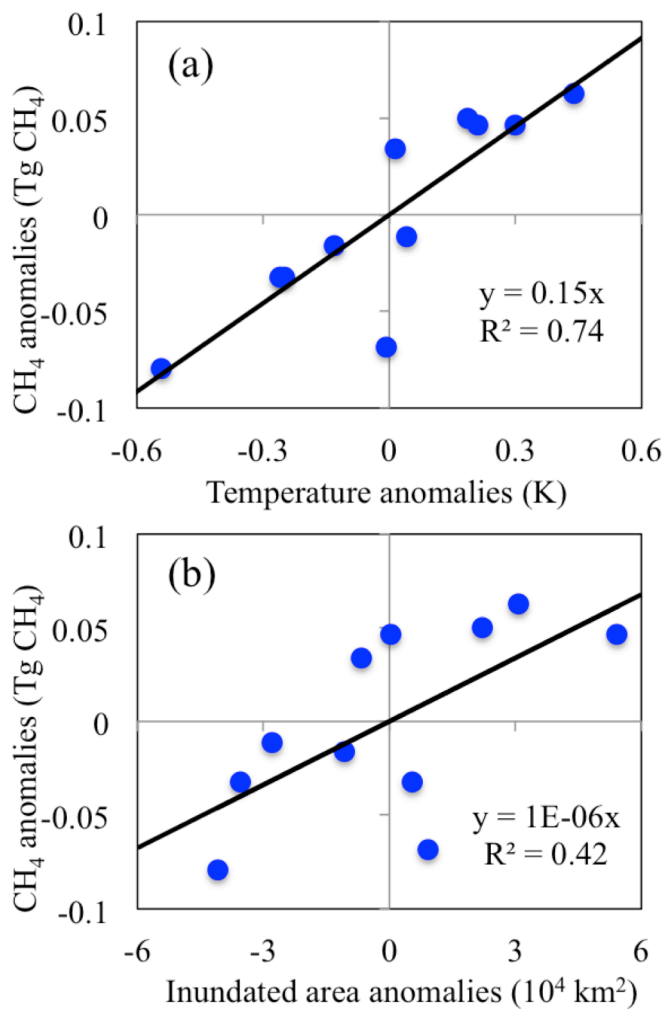 0.1
(a)
0.05
0
-0.05
-0.1
CH₄ anomalies (Tg CH₄)
y = 0.15x
R² = 0.74
-0.6 -0.3 0 0.3 0.6
Temperature anomalies (K)
0.1
(b)
0.05
0
-0.05
-0.1
CH₄ anomalies (Tg CH₄)
y = 1E-06x
R² = 0.42
-6 -3 0 3 6
Inundated area anomalies (10⁴ km²)